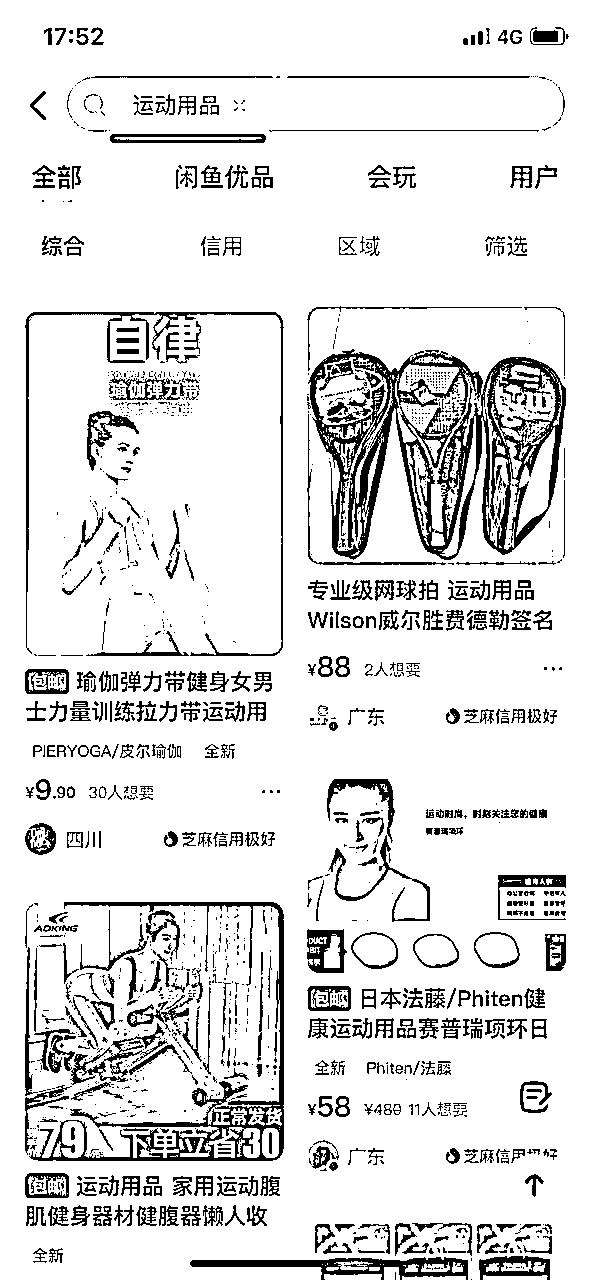 17:52
4G
运动用品
全部 闲鱼优品 会玩 用户
综合 信用 区域 筛选
自律
瑜伽弹力带
包邮 瑜伽弹力带健身女男
士力量训练拉力带运动用
PIERYOGA/皮尔瑜伽 全新
¥9.90 30人想要
四川 芝麻信用极好
AOKING
正常发货
79 下单立省30
包邮 运动用品 家用运动腹
肌健身器材健腹器懒人收
全新
专业级网球拍 运动用品
Wilson威尔胜费德勒签名
¥88 2人想要
广东 芝麻信用极好
运动时尚，时刻关注您的健康
包邮 日本法藤/Phiten健
康运动用品赛普瑞项环日
全新 Phiten/法藤
¥58 ¥480 11人想要
广东 芝麻信用极好